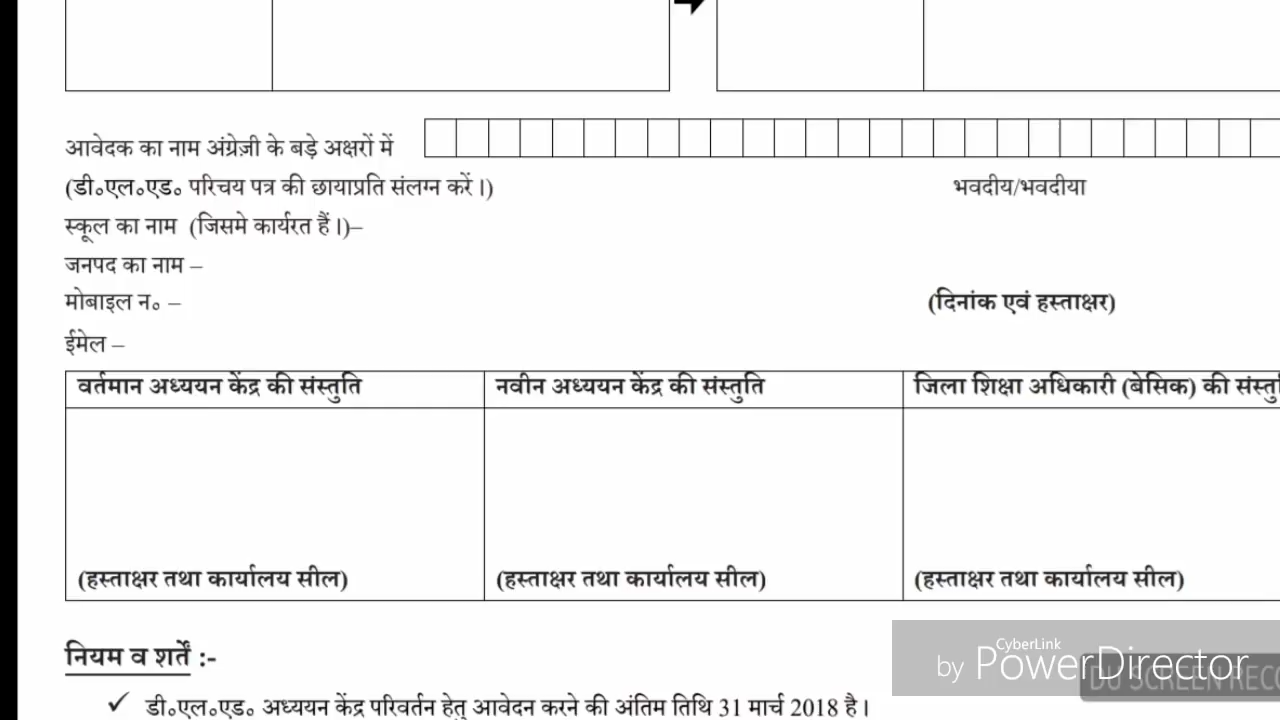 आवेदक का नाम अंग्रेज़ी के बड़े अक्षरों में
(डी॰एल॰एड॰ परिचय पत्र की छायाप्रति संलग्न करें।)
भवदीय/भवदीया
स्कूल का नाम (जिसमे कार्यरत हैं।)–
जनपद का नाम –
मोबाइल न॰ –
(दिनांक एवं हस्ताक्षर)
ईमेल –
वर्तमान अध्ययन केंद्र की संस्तुति
नवीन अध्ययन केंद्र की संस्तुति
जिला शिक्षा अधिकारी (बेसिक) की
(हस्ताक्षर तथा कार्यालय सील)
(हस्ताक्षर तथा कार्यालय सील)
(हस्ताक्षर तथा कार्यालय सील)
नियम व शर्तें :-
CyberLink
by PowerDirector
DU SCREEN
✓ डी॰एल॰एड॰ अध्ययन केंद्र परिवर्तन हेतु आवेदन करने की अंतिम तिथि 31 मार्च 2018 है।